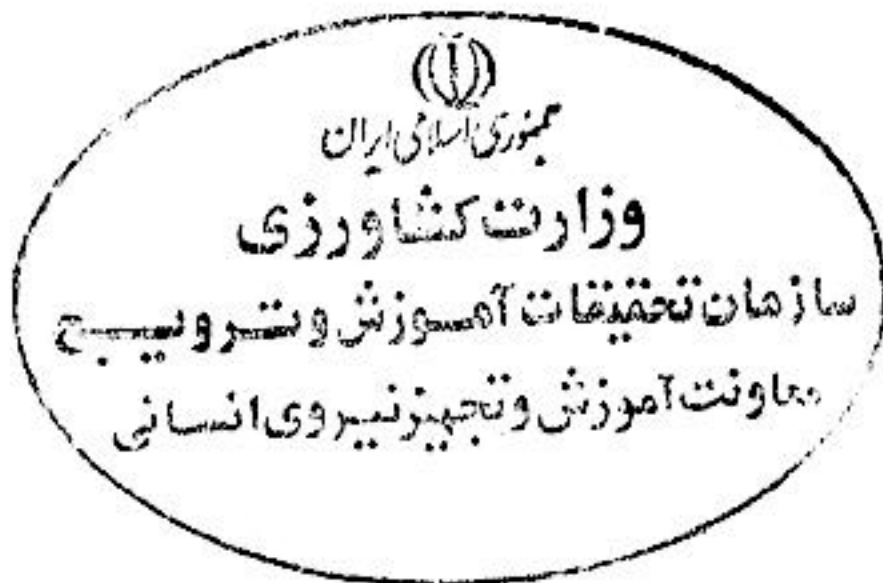 جمهوری اسلامی ایران
وزارت کشاورزی
سازمان تحقیقات آموزش و ترویج
معاونت آموزش و تجهیز نیروی انسانی